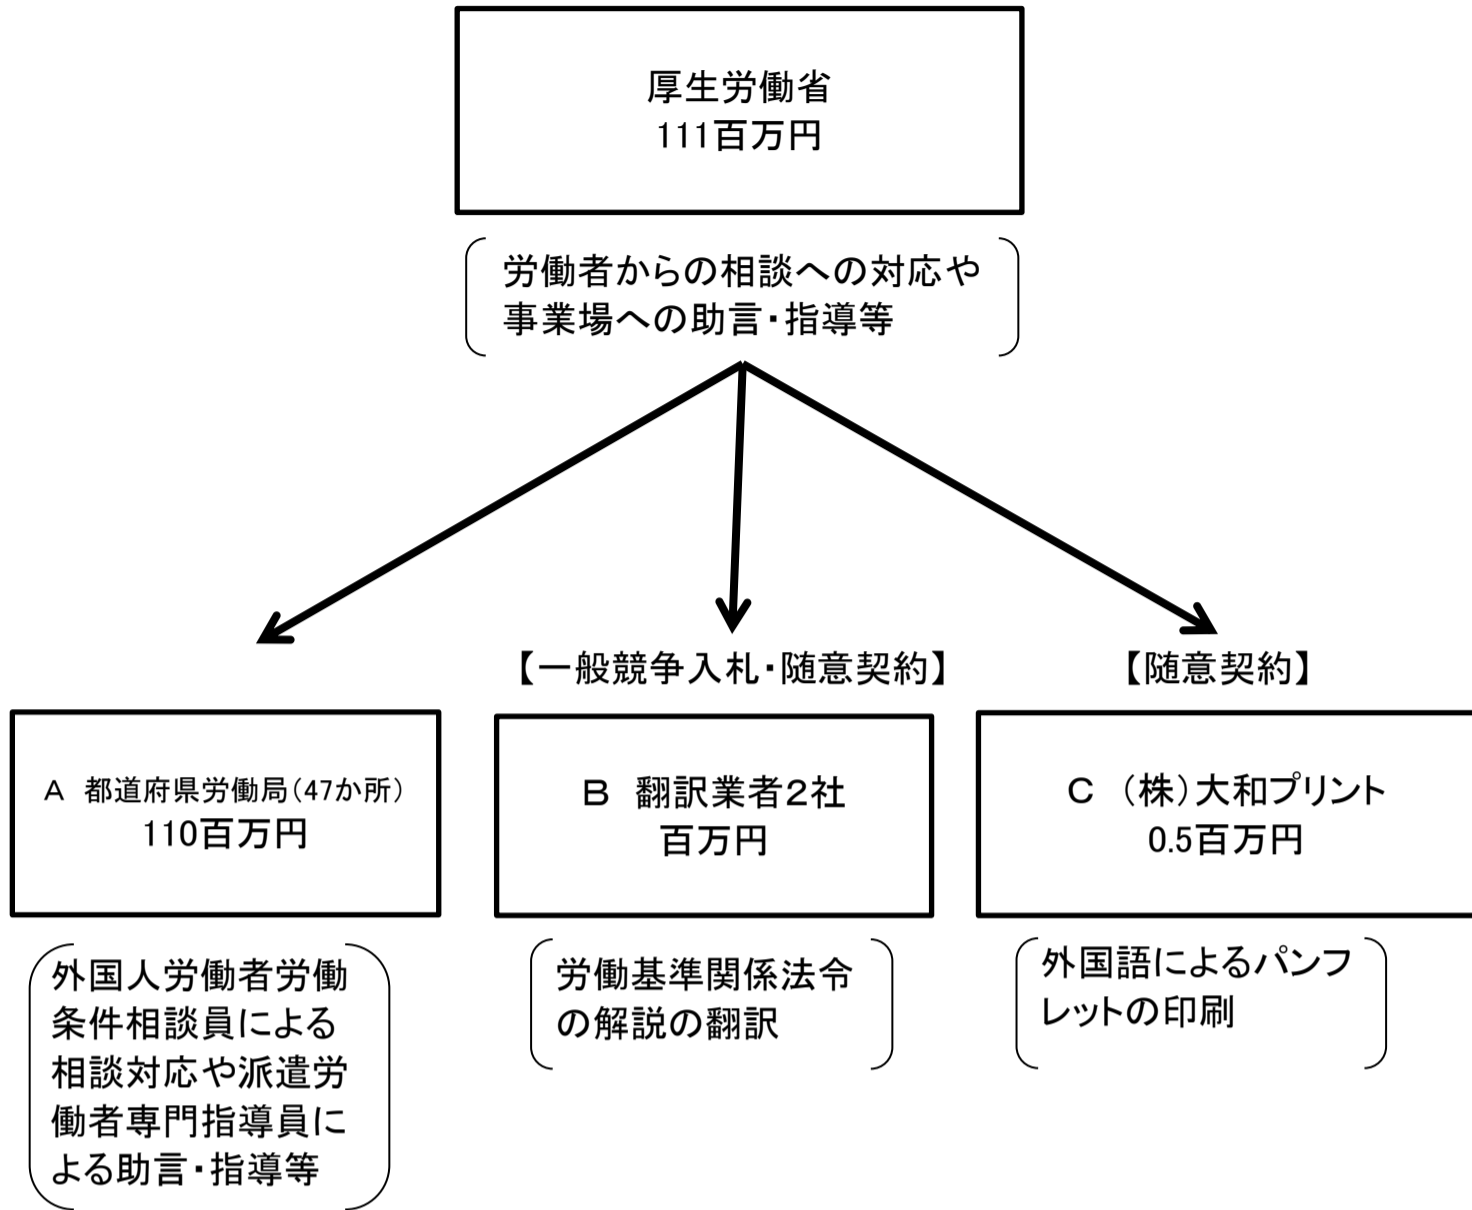 厚生労働省
111百万円
労働者からの相談への対応や
事業場への助言・指導等
【一般競争入札・随意契約】
【随意契約】
A 都道府県労働局（47か所）
110百万円
B 翻訳業者2社
百万円
C （株）大和プリント
0.5百万円
外国人労働者労働
条件相談員による
相談対応や派遣労
働者専門指導員に
よる助言・指導等
労働基準関係法令
の解説の翻訳
外国語によるパンフ
レットの印刷